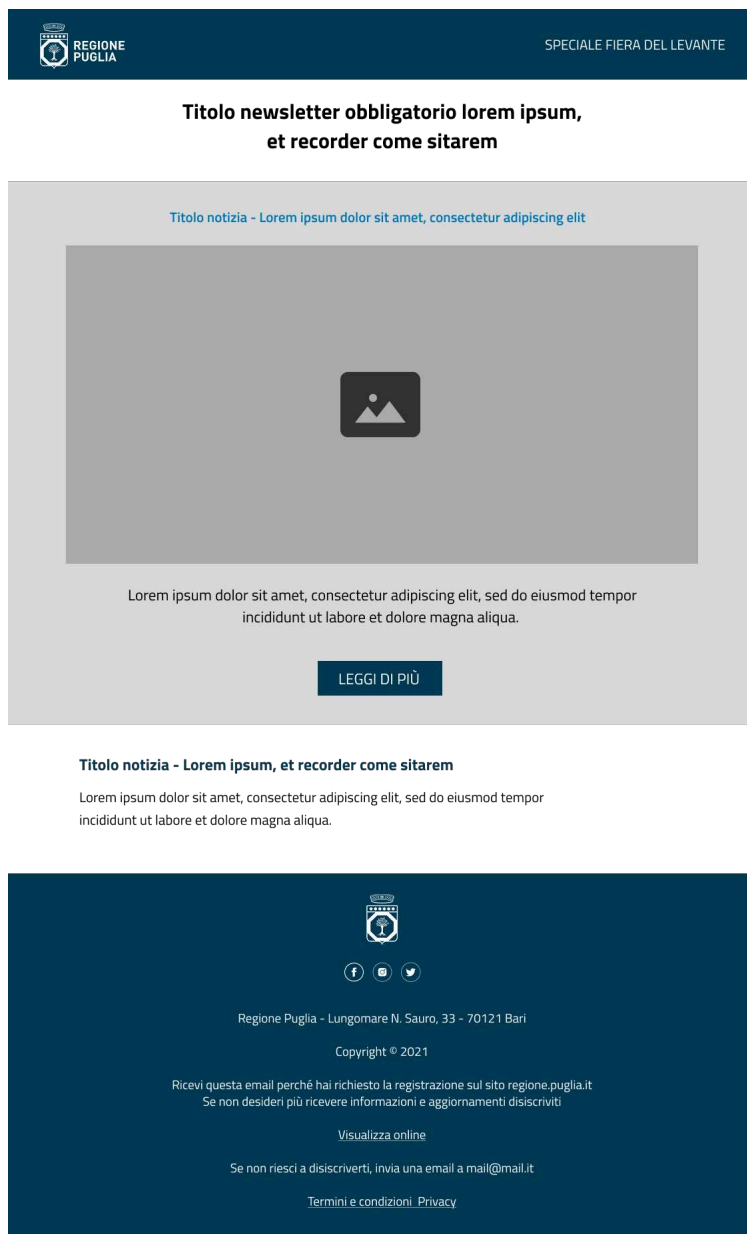 REGIONE
PUGLIA
SPECIALE FIERA DEL LEVANTE
Titolo newsletter obbligatorio lorem ipsum,
et recorder come sitarem
Titolo notizia - Lorem ipsum dolor sit amet, consectetur adipiscing elit
Lorem ipsum dolor sit amet, consectetur adipiscing elit, sed do eiusmod tempor
incididunt ut labore et dolore magna aliqua.
LEGGI DI PIÙ
Titolo notizia - Lorem ipsum, et recorder come sitarem
Lorem ipsum dolor sit amet, consectetur adipiscing elit, sed do eiusmod tempor
incididunt ut labore et dolore magna aliqua.
Regione Puglia - Lungomare N. Sauro, 33 - 70121 Bari
Copyright © 2021
Ricevi questa email perché hai richiesto la registrazione sul sito regione.puglia.it
Se non desideri più ricevere informazioni e aggiornamenti disiscriviti
Visualizza online
Se non riesci a disiscriverti, invia una email a mail@mail.it
Termini e condizioni Privacy